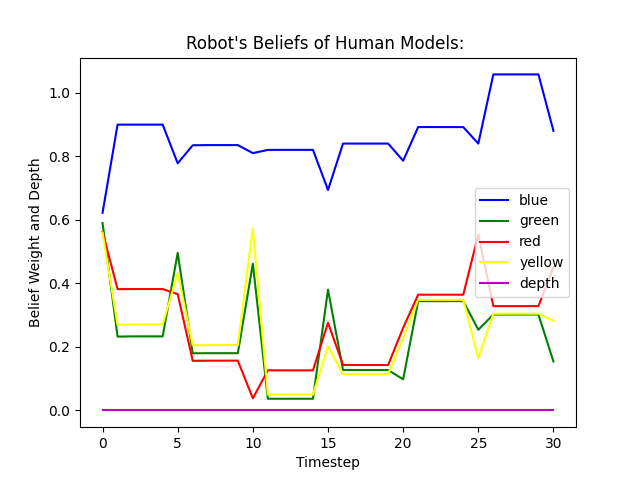 Robot's Beliefs of Human Models:
Belief Weight and Depth
1.0
0.8
0.6
0.4
0.2
0.0
blue
green
red
yellow
depth
0 5 10 15 20 25 30
Timestep